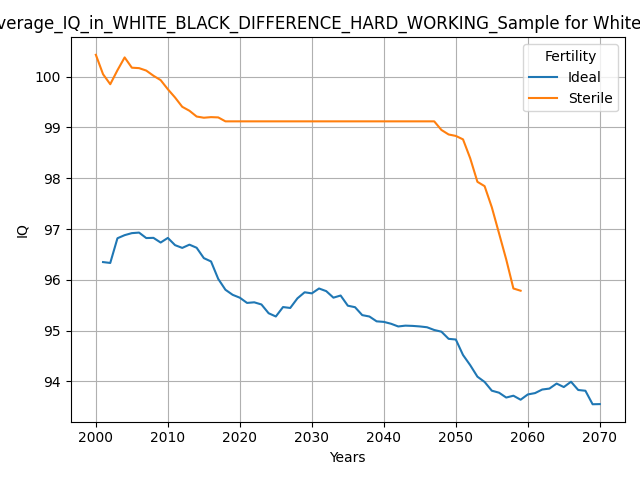 verage_IQ_in_WHITE_BLACK_DIFFERENCE_HARD_WORKING_Sample for White
Fertility
Ideal
Sterile
100
99
98
97
96
95
94
IQ
2000 2010 2020 2030 2040 2050 2060 2070
Years